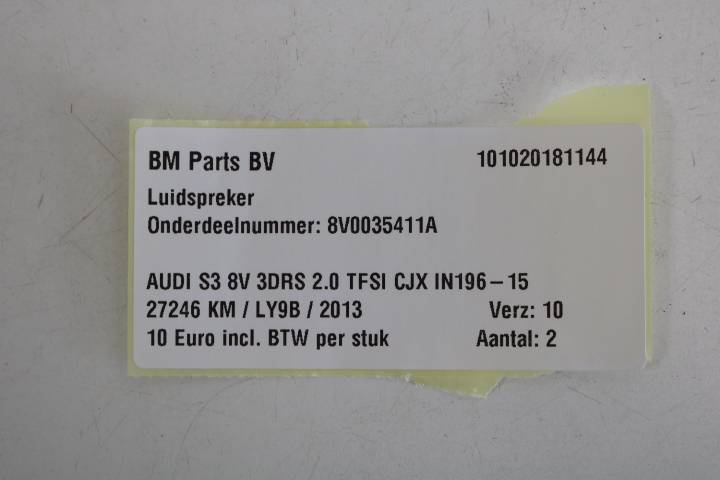 BM Parts BV 101020181144
Luidspreker
Onderdeelnummer: 8V0035411A
AUDI S3 8V 3DRS 2.0 TFSI CJX IN196-15
27246 KM / LY9B / 2013 Verz: 10
10 Euro incl. BTW per stuk Aantal: 2